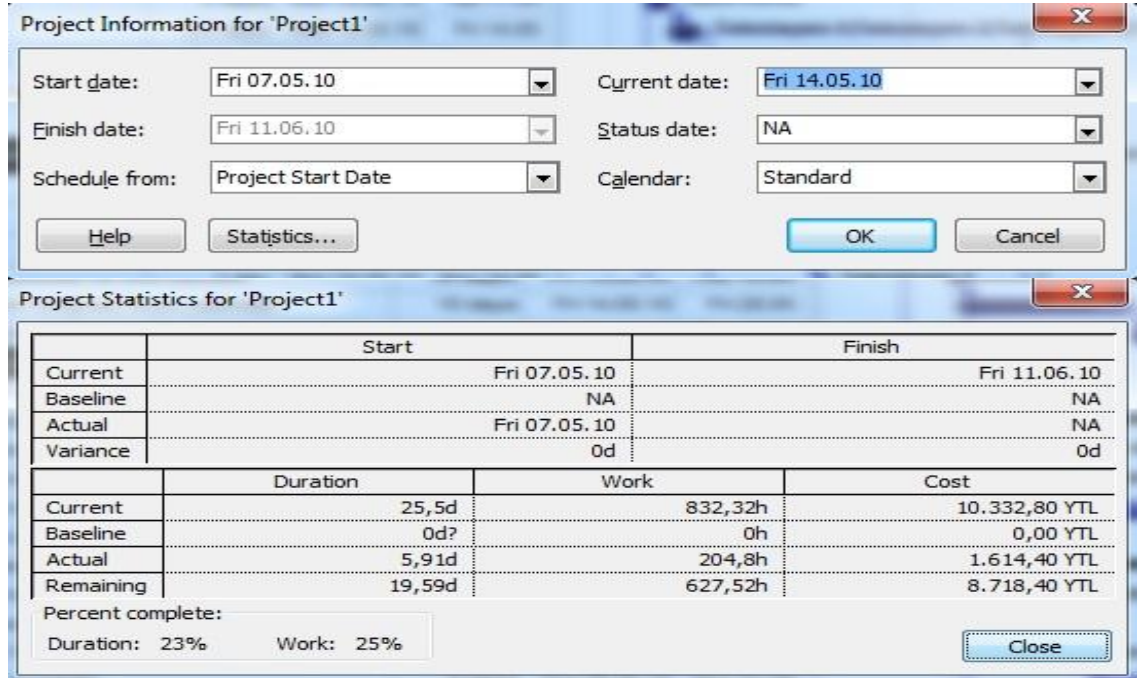 Project Information for 'Project1'
Start date: Fri 07.05.10 Current date: Fri 14.05.10
Finish date: Fri 11.06.10 Status date: NA
Schedule from: Project Start Date Calendar: Standard
Help Statistics... OK Cancel
Project Statistics for 'Project1'
Start Finish
Current Fri 07.05.10 Fri 11.06.10
Baseline NA NA
Actual Fri 07.05.10 NA
Variance 0d 0d
Duration Work Cost
Current 25,5d 832,32h 10.332,80 YTL
Baseline 0d? 0h 0,00 YTL
Actual 5,91d 204,8h 1.614,40 YTL
Remaining 19,59d 627,52h 8.718,40 YTL
Percent complete:
Duration: 23% Work: 25% Close